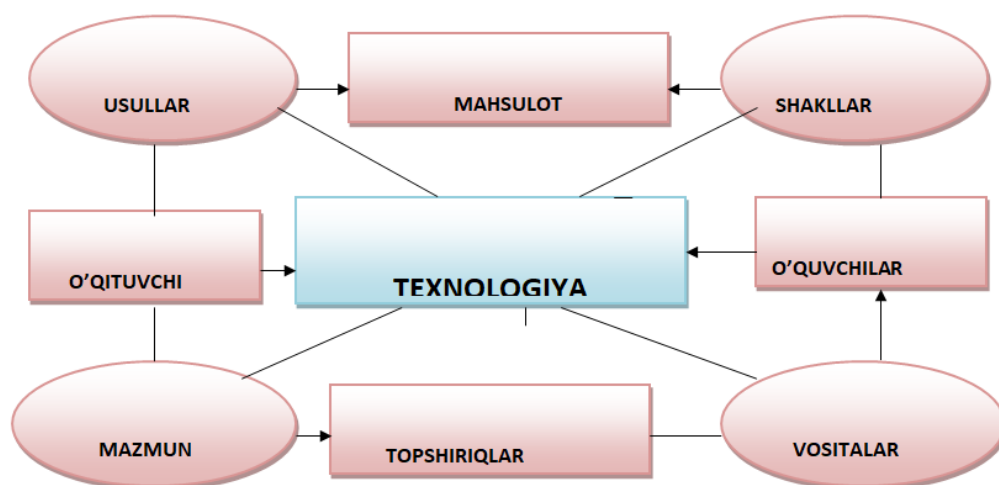 USULLAR
MAHSULOT
SHAKLLAR
O’QITUVCHI
TEXNOLOGIYA
O’QUVCHILAR
MAZMUN
TOPSHIRIQLAR
VOSITALAR